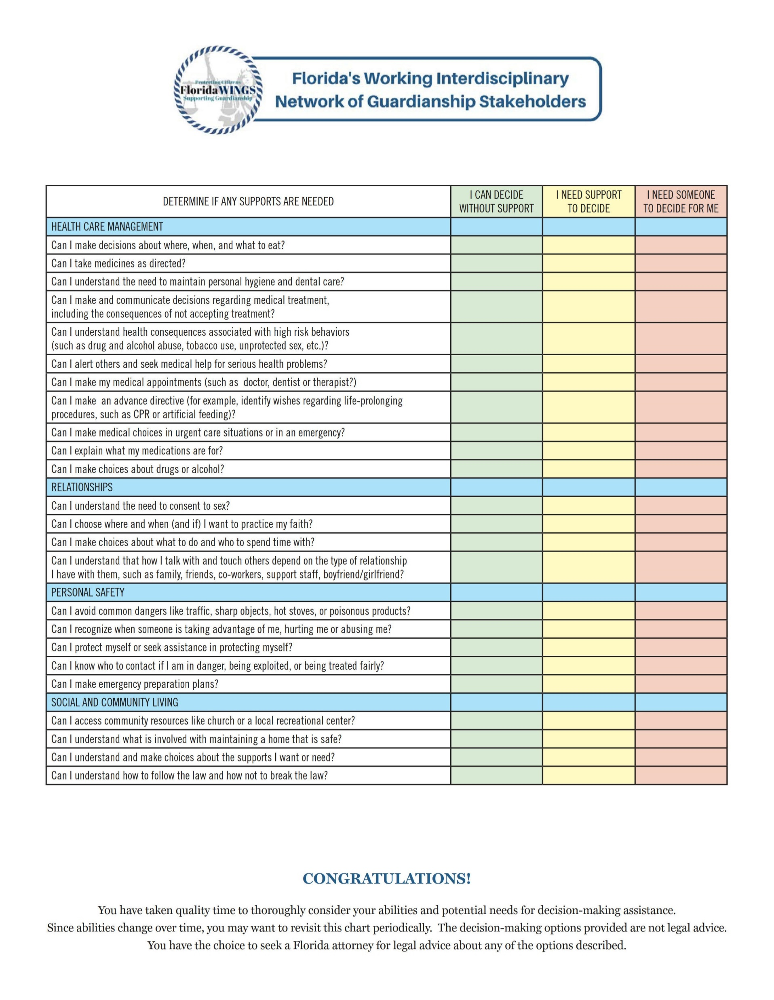 Protecting Citizens
FloridaWINGS
Supporting Guardianship
Florida's Working Interdisciplinary
Network of Guardianship Stakeholders
DETERMINE IF ANY SUPPORTS ARE NEEDED
I CAN DECIDE
WITHOUT SUPPORT
I NEED SUPPORT
TO DECIDE
I NEED SOMEONE
TO DECIDE FOR ME
HEALTH CARE MANAGEMENT
Can I make decisions about where, when, and what to eat?
Can I take medicines as directed?
Can I understand the need to maintain personal hygiene and dental care?
Can I make and communicate decisions regarding medical treatment,
including the consequences of not accepting treatment?
Can I understand health consequences associated with high risk behaviors
(such as drug and alcohol abuse, tobacco use, unprotected sex, etc.)?
Can I alert others and seek medical help for serious health problems?
Can I make my medical appointments (such as  doctor, dentist or therapist?)
Can I make  an advance directive (for example, identify wishes regarding life-prolonging
procedures, such as CPR or artificial feeding)?
Can I make medical choices in urgent care situations or in an emergency?
Can I explain what my medications are for?
Can I make choices about drugs or alcohol?
RELATIONSHIPS
Can I understand the need to consent to sex?
Can I choose where and when (and if) I want to practice my faith?
Can I make choices about what to do and who to spend time with?
Can I understand that how I talk with and touch others depend on the type of relationship
I have with them, such as family, friends, co-workers, support staff, boyfriend/girlfriend?
PERSONAL SAFETY
Can I avoid common dangers like traffic, sharp objects, hot stoves, or poisonous products?
Can I recognize when someone is taking advantage of me, hurting me or abusing me?
Can I protect myself or seek assistance in protecting myself?
Can I know who to contact if I am in danger, being exploited, or being treated fairly?
Can I make emergency preparation plans?
SOCIAL AND COMMUNITY LIVING
Can I access community resources like church or a local recreational center?
Can I understand what is involved with maintaining a home that is safe?
Can I understand and make choices about the supports I want or need?
Can I understand how to follow the law and how not to break the law?
CONGRATULATIONS!
You have taken quality time to thoroughly consider your abilities and potential needs for decision-making assistance.
Since abilities change over time, you may want to revisit this chart periodically.  The decision-making options provided are not legal advice.
You have the choice to seek a Florida attorney for legal advice about any of the options described.